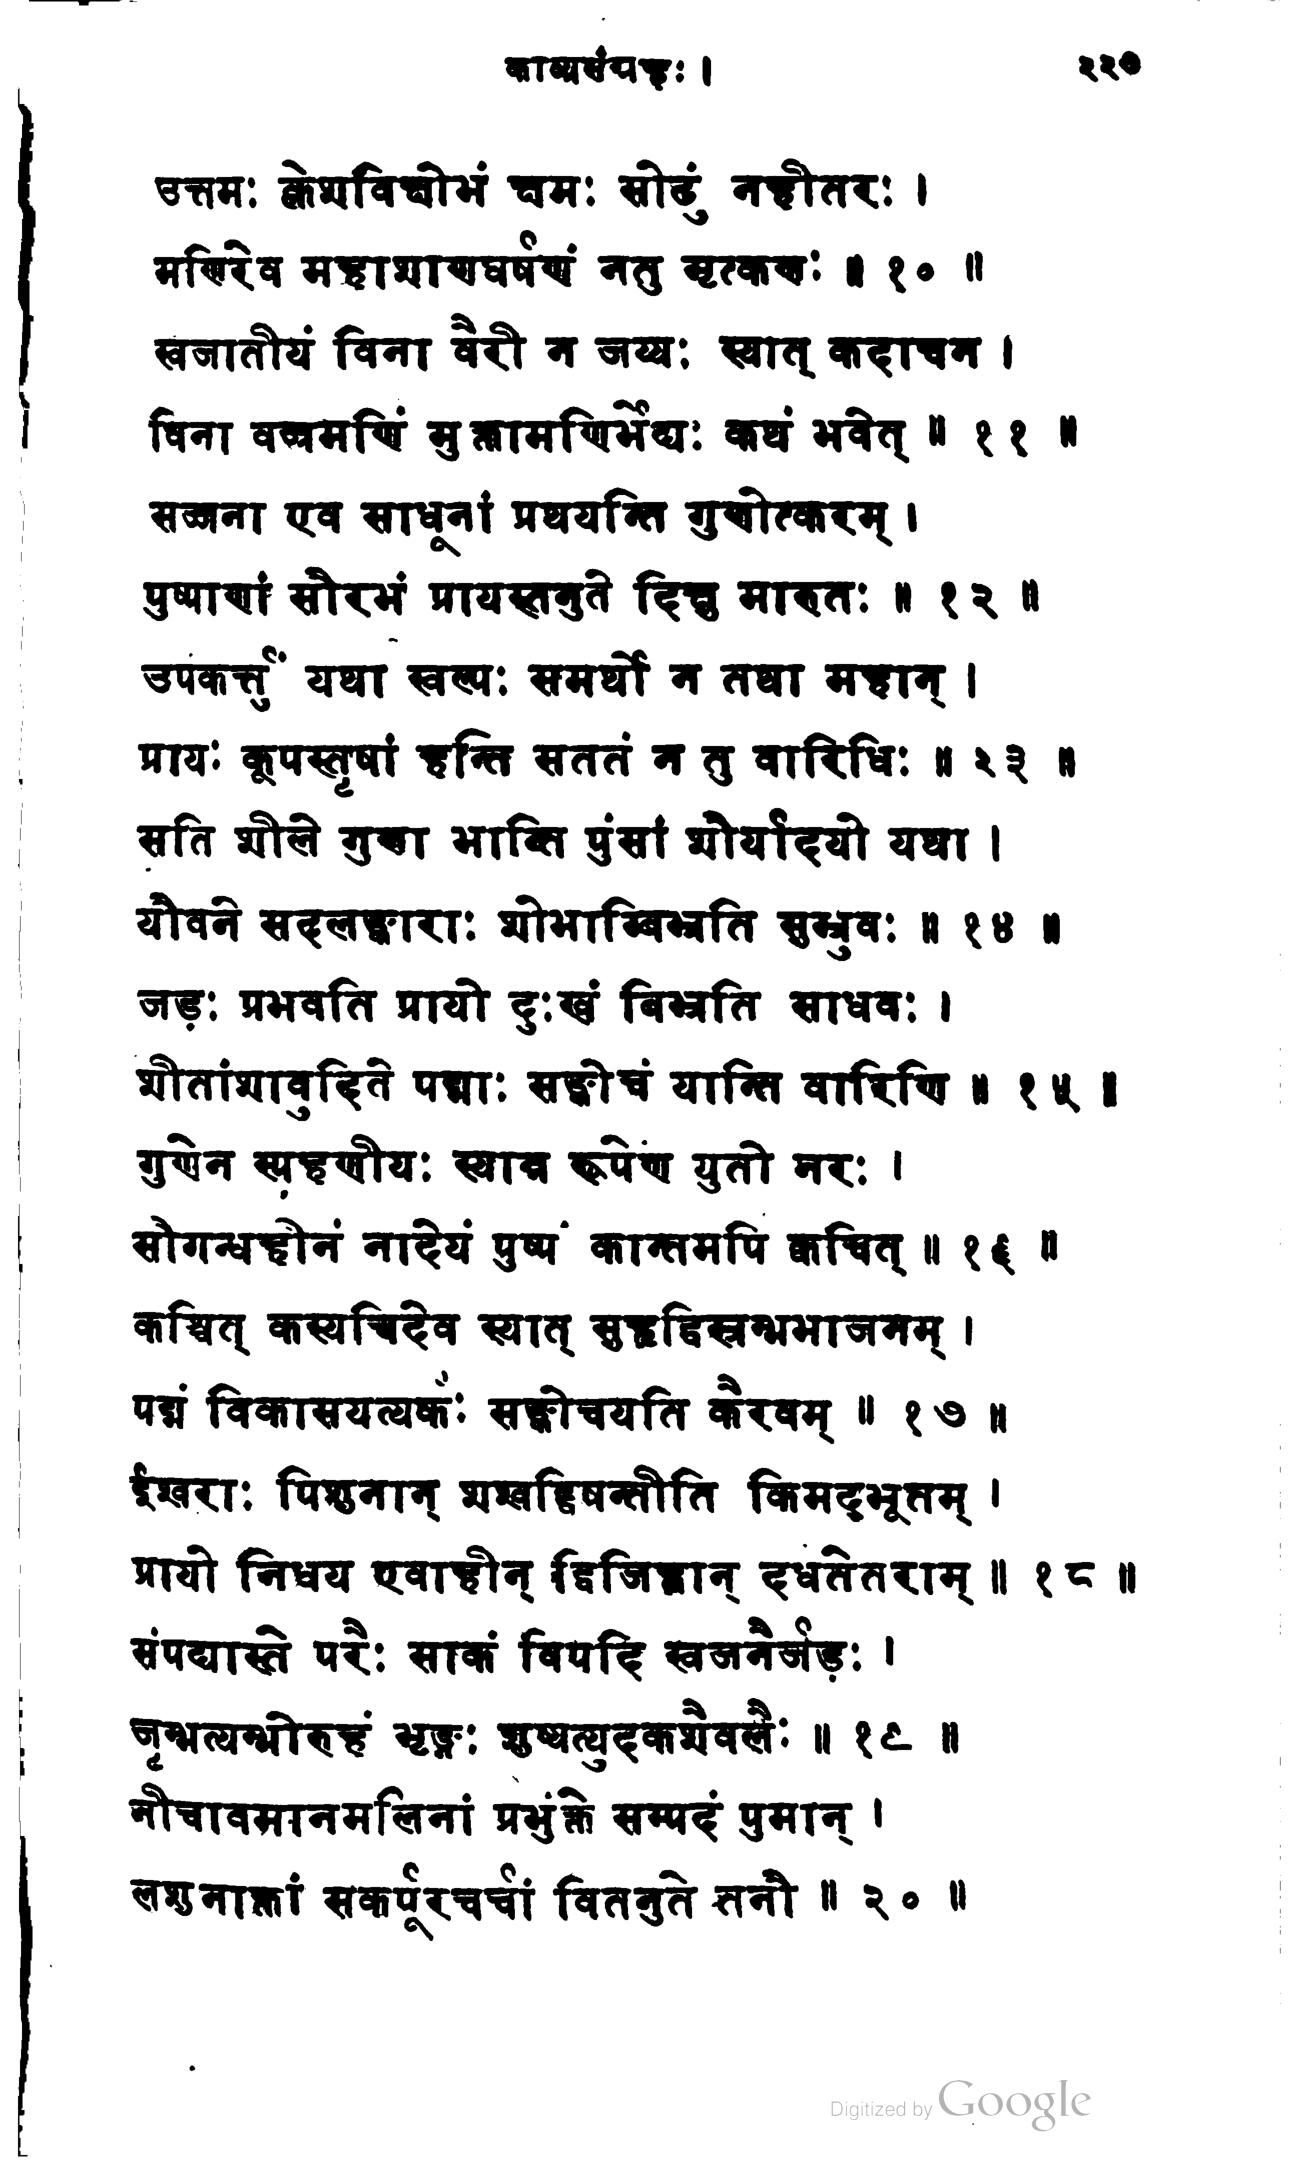 काव्यसंग्रहः । २२७
उत्तमः क्लेशविक्षोभं क्षमः सोढुं नहीतरः ।
मणिरेव महाशाणघर्षणं नतु मृत्कणः ॥ १० ॥
स्वजातीयं विना वैरी न जय्यः स्यात् कदाचन ।
विना वज्रमणिं मुक्तामणिर्भेद्यः कथं भवेत् ॥ ११ ॥
सज्जना एव साधूनां प्रथयन्ति गुणोत्करम् ।
पुष्पाणां सौरभं प्रायस्तनुते दिक्षु मारुतः ॥ १२ ॥
उपकर्त्तुं यथा स्वल्पः समर्थो न तथा महान् ।
प्रायः कूपस्तृषां हन्ति सततं न तु वारिधिः ॥ १३ ॥
सति शीले गुणा भान्ति पुंसां शौर्यादयो यथा ।
यौवने सदलङ्काराः शोभाम्बिभ्रति सुभ्रुवः ॥ १४ ॥
जड़ः प्रभवति प्रायो दुःखं बिभ्रति साधवः ।
शीतांशावुदिते पद्माः सङ्कोचं यान्ति वारिणि ॥ १५ ॥
गुणेन स्पृहणीयः स्यान्न रूपेण युतो नरः ।
सौगन्धहीनं नादेयं पुष्पं कान्तमपि क्वचित् ॥ १६ ॥
कश्चित् कस्यचिदेव स्यात् सुहृद्विस्रम्भभाजनम् ।
पद्मं विकासयत्यर्कः सङ्कोचयति कैरवम् ॥ १७ ॥
ईश्वराः पिशुनान् शश्वद्विषन्तीति किमद्भूतम् ।
प्रायो निधय एवाहीन् द्विजिह्वान् दधतेतराम् ॥ १८ ॥
संपद्यास्ते परैः साकं विपदि स्वजनैर्जड़ः ।
जृम्भत्यम्भोरुहं भृङ्गः शुष्यत्युदकशैवलैः ॥ १९ ॥
नीचावमानमलिनां प्रभुंक्ते सम्पदं पुमान् ।
लशुनाक्तां सकर्पूरचर्चां वितनुते तनौ ॥ २० ॥
Digitized by Google